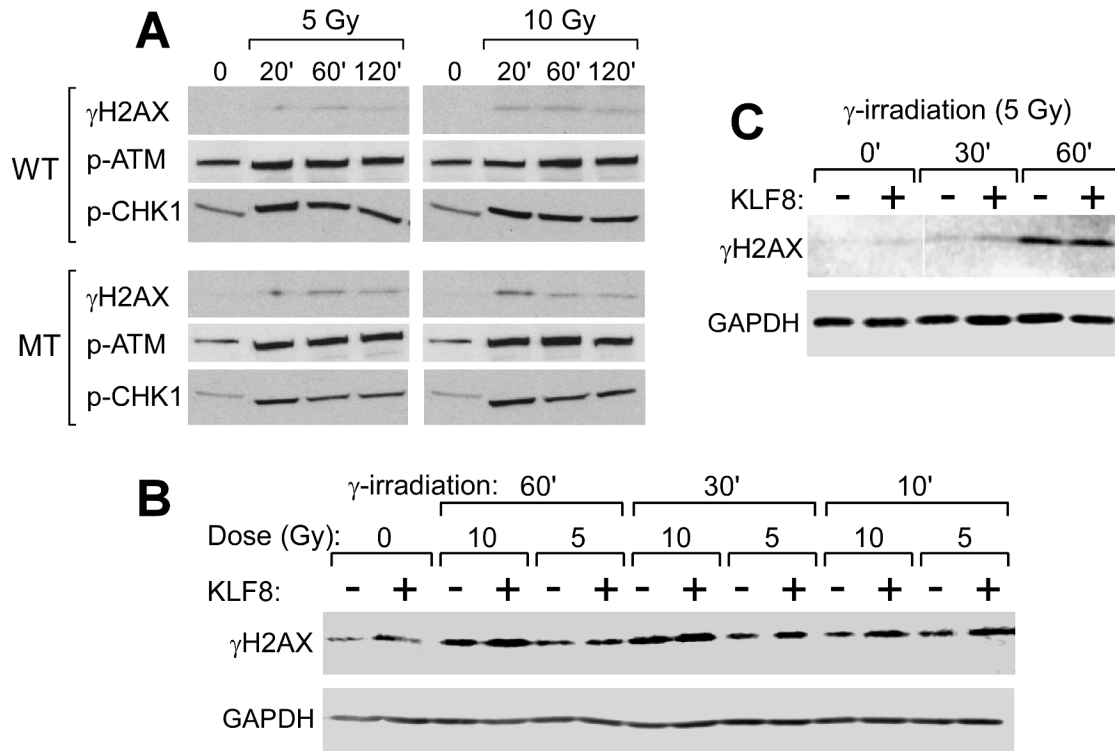 A
5 Gy 10 Gy
0 20' 60' 120' 0 20' 60' 120'
WT
γH2AX
p-ATM
p-CHK1
MT
γH2AX
p-ATM
p-CHK1
C
γ-irradiation (5 Gy)
0' 30' 60'
KLF8: - + - + - +
γH2AX
GAPDH
B
γ-irradiation: 60' 30' 10'
Dose (Gy): 0 10 5 10 5 10 5
KLF8: - + - + - + - + - + - + - +
γH2AX
GAPDH